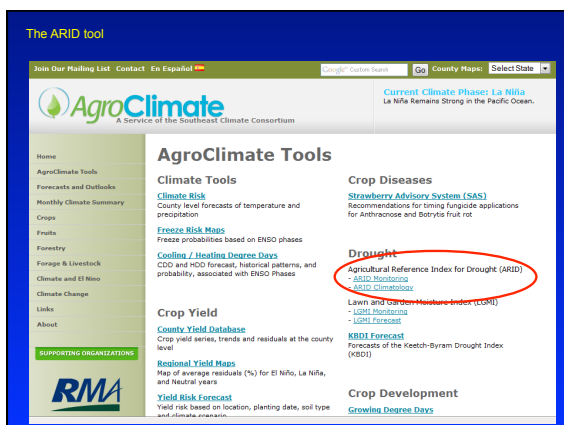 The ARID tool
Join Our Mailing List Contact En Español
Google™ Custom Search Go County Maps: Select State
AgroClimate
A Service of the Southeast Climate Consortium
Current Climate Phase: La Niña
La Niña Remains Strong in the Pacific Ocean.
Home
AgroClimate Tools
Forecasts and Outlooks
Monthly Climate Summary
Crops
Fruits
Forestry
Forage & Livestock
Climate and El Nino
Climate Change
Links
About
SUPPORTING ORGANIZATIONS
RMA
AgroClimate Tools
Climate Tools
Climate Risk
County level forecasts of temperature and
precipitation
Freeze Risk Maps
Freeze probabilities based on ENSO phases
Cooling / Heating Degree Days
CDD and HDD forecast, historical patterns, and
probability, associated with ENSO Phases
Crop Yield
County Yield Database
Crop yield series, trends and residuals at the county
level
Regional Yield Maps
Map of average residuals (%) for El Niño, La Niña,
and Neutral years
Yield Risk Forecast
Yield risk based on location, planting date, soil type
and climate scenario
Crop Diseases
Strawberry Advisory System (SAS)
Recommendations for timing fungicide applications
for Anthracnose and Botrytis fruit rot
Drought
Agricultural Reference Index for Drought (ARID)
- ARID Monitoring
- ARID Climatology
Lawn and Garden Moisture Index (LGMI)
- LGMI Monitoring
- LGMI Forecast
KBDI Forecast
Forecasts of the Keetch-Byram Drought Index
(KBDI)
Crop Development
Growing Degree Days